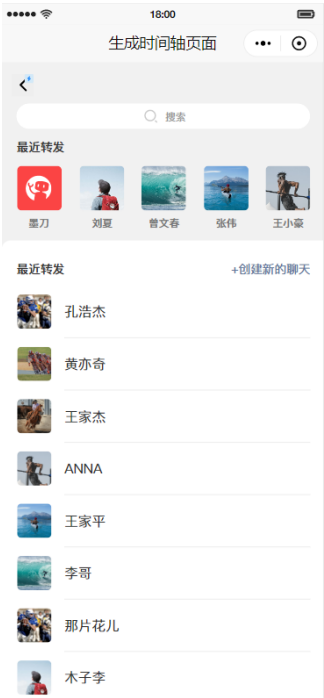 18:00
生成时间轴页面
搜索
最近转发
墨刀 刘夏 曾文春 张伟 王小豪
最近转发 +创建新的聊天
孔浩杰
黄亦奇
王家杰
ANNA
王家平
李哥
那片花儿
木子李